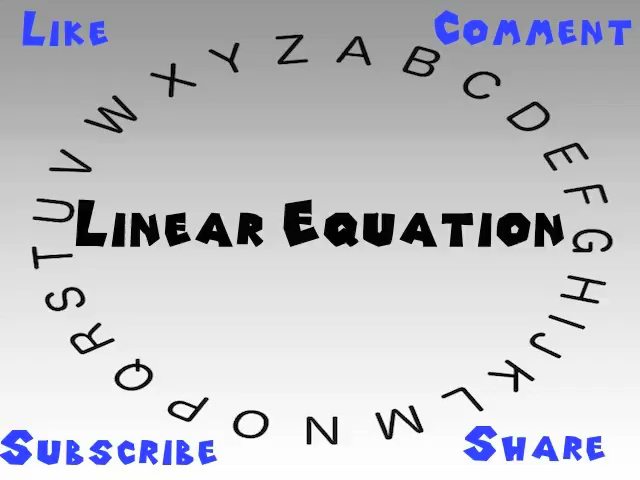 Like
Comment
A B C D E F G H I J K L M N O P Q R S T U V W X Y Z
Linear Equation
Subscribe
Share